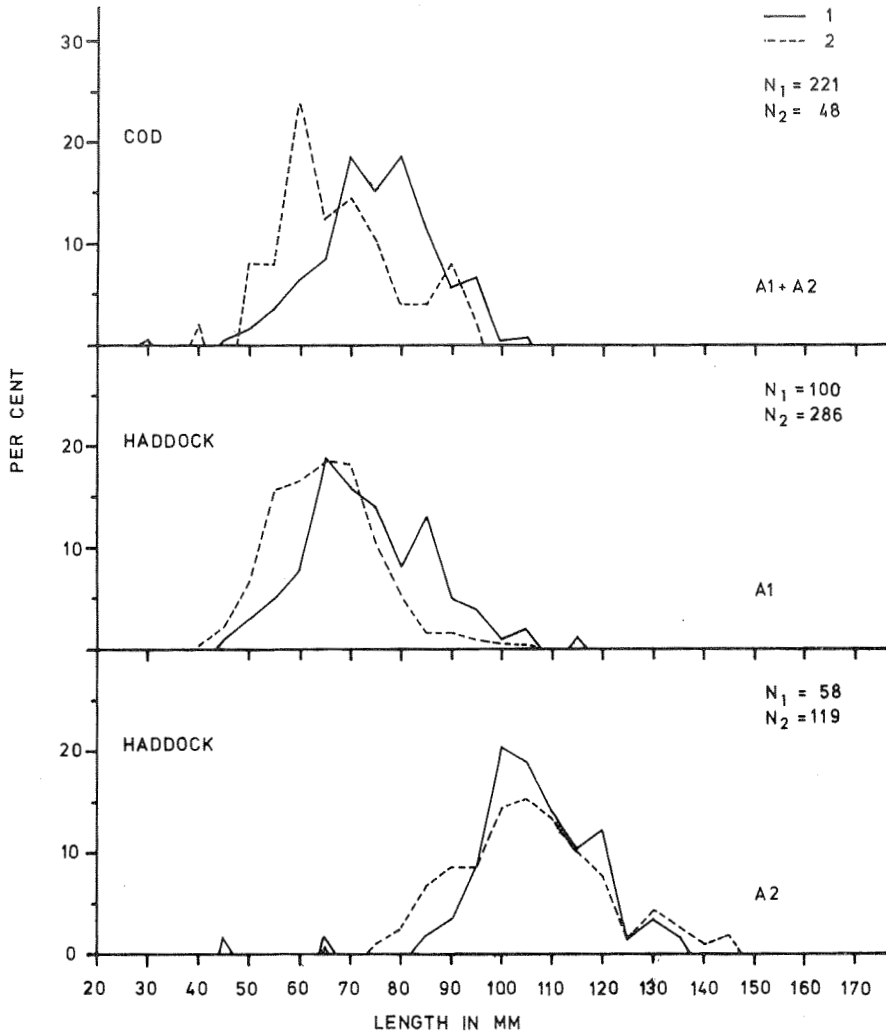 1
2
30
N1 = 221
N2 = 48
20
COD
10
A1 + A2
PER CENT
N1 = 100
N2 = 286
20
HADDOCK
10
A1
N1 = 58
N2 = 119
20
HADDOCK
10
A2
0
20 30 40 50 60 70 80 90 100 110 120 130 140 150 160 170
LENGTH IN MM